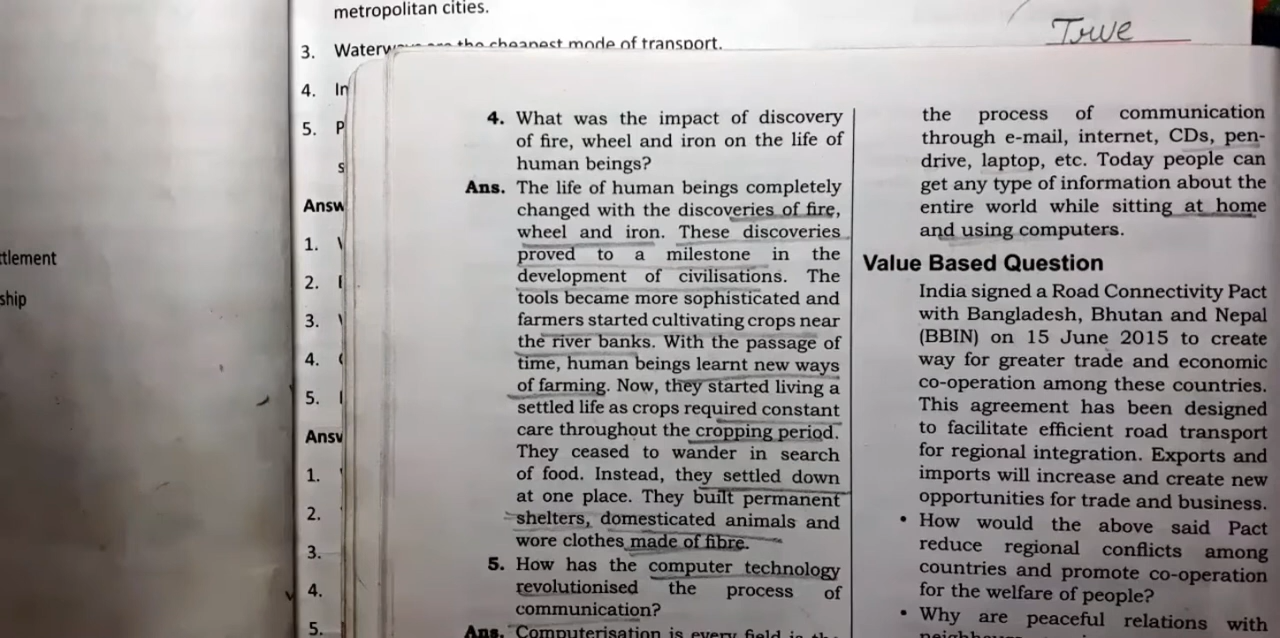 metropolitan cities.
3. Waterways are the cheapest mode of transport.
True
4. In
5. P
s
Answ
1.
2.
3.
4.
5.
Answ
1.
2.
3.
4.
5.
tlement
ship
4. What was the impact of discovery
of fire, wheel and iron on the life of
human beings?
Ans. The life of human beings completely
changed with the discoveries of fire,
wheel and iron. These discoveries
proved to a milestone in the
development of civilisations. The
tools became more sophisticated and
farmers started cultivating crops near
the river banks. With the passage of
time, human beings learnt new ways
of farming. Now, they started living a
settled life as crops required constant
care throughout the cropping period.
They ceased to wander in search
of food. Instead, they settled down
at one place. They built permanent
shelters, domesticated animals and
wore clothes made of fibre.
5. How has the computer technology
revolutionised the process of
communication?
Ans. Computerisation is every field in the
the process of communication
through e-mail, internet, CDs, pen-
drive, laptop, etc. Today people can
get any type of information about the
entire world while sitting at home
and using computers.
Value Based Question
India signed a Road Connectivity Pact
with Bangladesh, Bhutan and Nepal
(BBIN) on 15 June 2015 to create
way for greater trade and economic
co-operation among these countries.
This agreement has been designed
to facilitate efficient road transport
for regional integration. Exports and
imports will increase and create new
opportunities for trade and business.
• How would the above said Pact
reduce regional conflicts among
countries and promote co-operation
for the welfare of people?
• Why are peaceful relations with